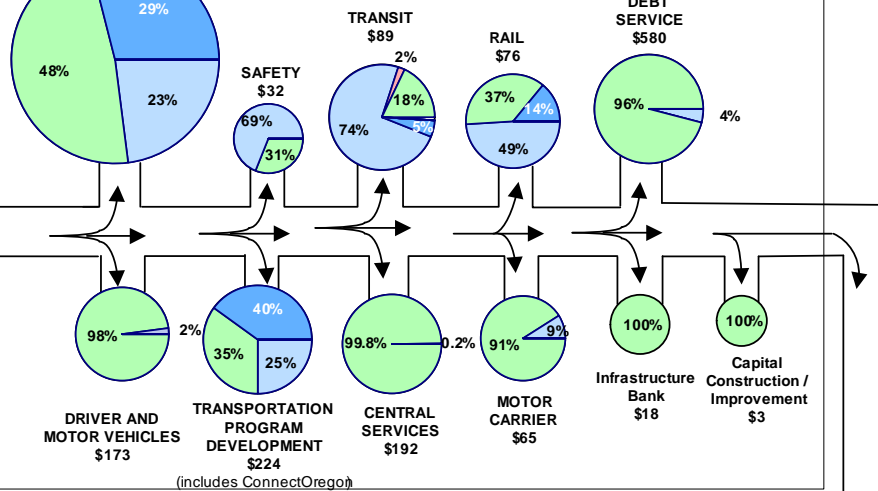 29%
48%
23%
SAFETY
$32
69%
31%
TRANSIT
$89
2%
18%
5%
74%
RAIL
$76
37%
14%
49%
DEBT
SERVICE
$580
96%
4%
98%
2%
DRIVER AND
MOTOR VEHICLES
$173
40%
35%
25%
TRANSPORTATION
PROGRAM
DEVELOPMENT
$224
(includes ConnectOregon)
99.8%
0.2%
CENTRAL
SERVICES
$192
91%
9%
MOTOR
CARRIER
$65
100%
Infrastructure
Bank
$18
100%
Capital
Construction /
Improvement
$3